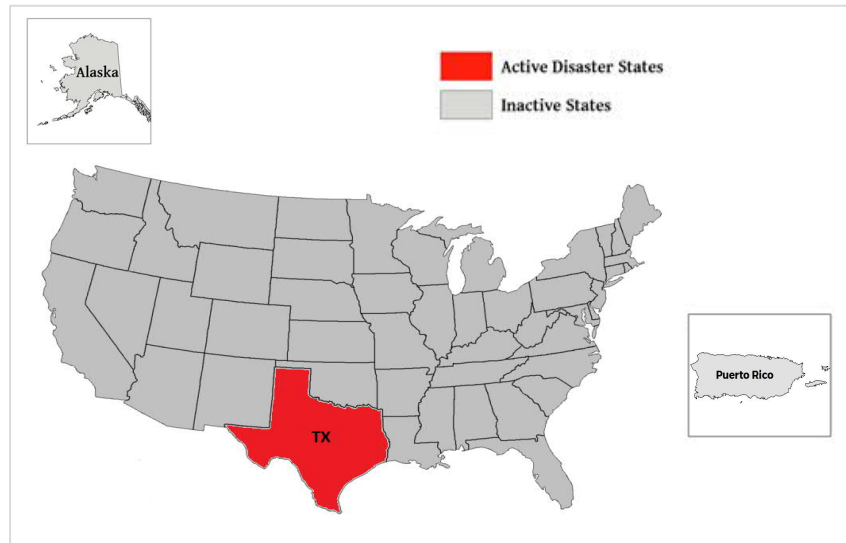 Alaska
Active Disaster States
Inactive States
Puerto Rico
TX